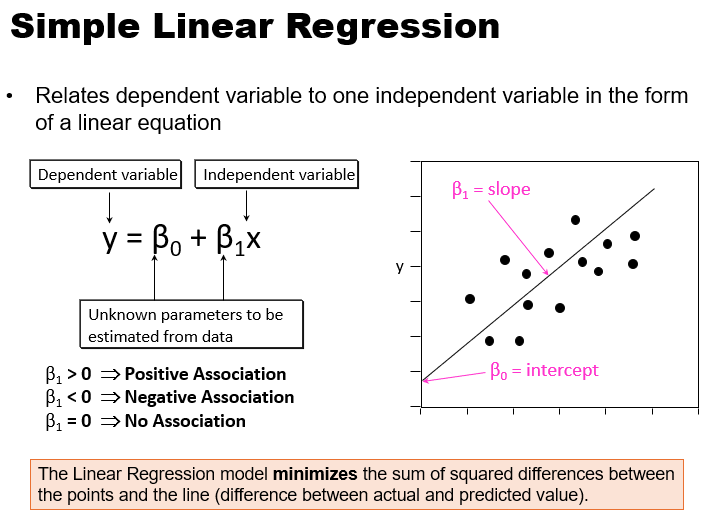 Simple Linear Regression
• Relates dependent variable to one independent variable in the form
of a linear equation
Dependent variable
Independent variable
y = β₀ + β₁x
Unknown parameters to be
estimated from data
β₁ > 0 ⇒ Positive Association
β₁ < 0 ⇒ Negative Association
β₁ = 0 ⇒ No Association
β₁ = slope
y
β₀ = intercept
The Linear Regression model minimizes the sum of squared differences between
the points and the line (difference between actual and predicted value).